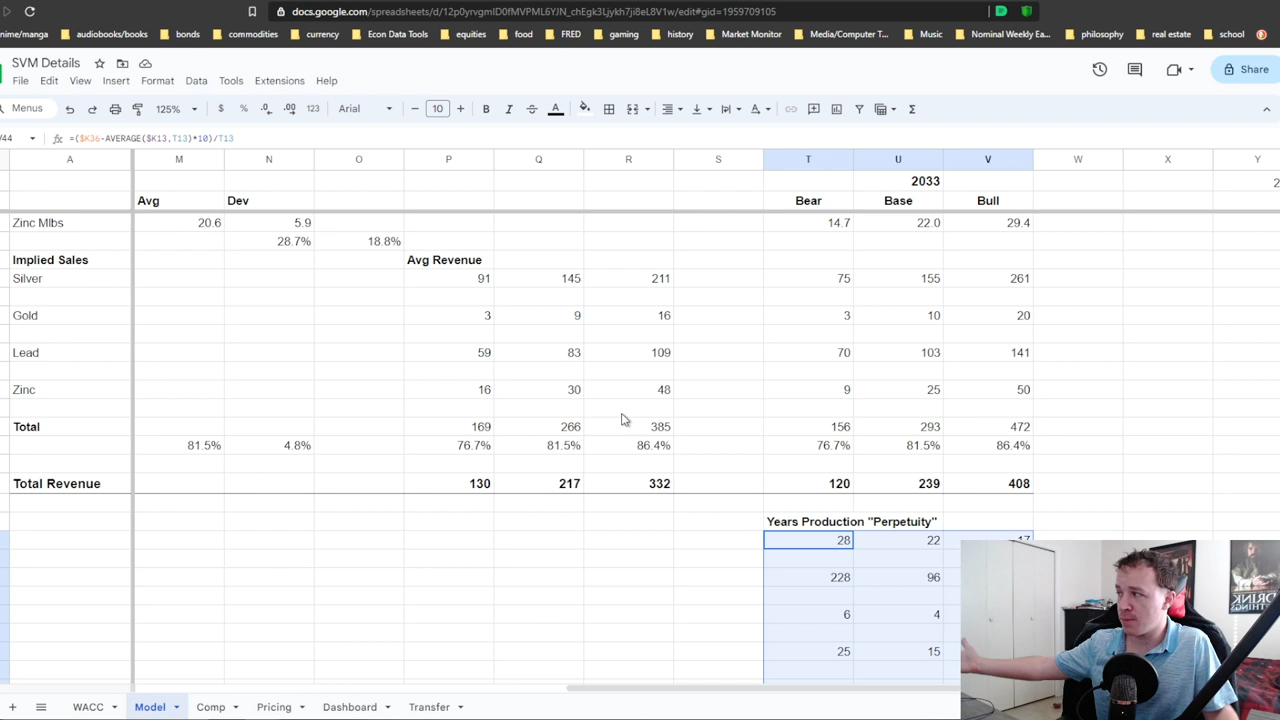 docs.google.com/spreadsheets/d/12p0yrvgmID0fMVPML6YJN_chEgk3Ljykh7ji8eL8V1w/edit#gid=1959709105
nime/manga audiobooks/books bonds commodities currency Econ Data Tools equities food FRED gaming history Market Monitor Media/Computer T... Music Nominal Weekly Ea... philosophy real estate school
SVM Details
Share
File Edit View Insert Format Data Tools Extensions Help
Menus 125% $ % .0 .00 123 Arial 10 B I A
/44 fx =($K36-AVERAGE($K13,T13)*10)/T13
A M N O P Q R S T U V W X Y
2033 2
Avg Dev Bear Base Bull
Zinc Mlbs 20.6 5.9 14.7 22.0 29.4
28.7% 18.8%
Implied Sales Avg Revenue
Silver 91 145 211 75 155 261
Gold 3 9 16 3 10 20
Lead 59 83 109 70 103 141
Zinc 16 30 48 9 25 50
Total 169 266 385 156 293 472
81.5% 4.8% 76.7% 81.5% 86.4% 76.7% 81.5% 86.4%
Total Revenue 130 217 332 120 239 408
Years Production "Perpetuity"
28 22 17
228 96
6 4
25 15
DRINK
THINGS
WACC Model Comp Pricing Dashboard Transfer